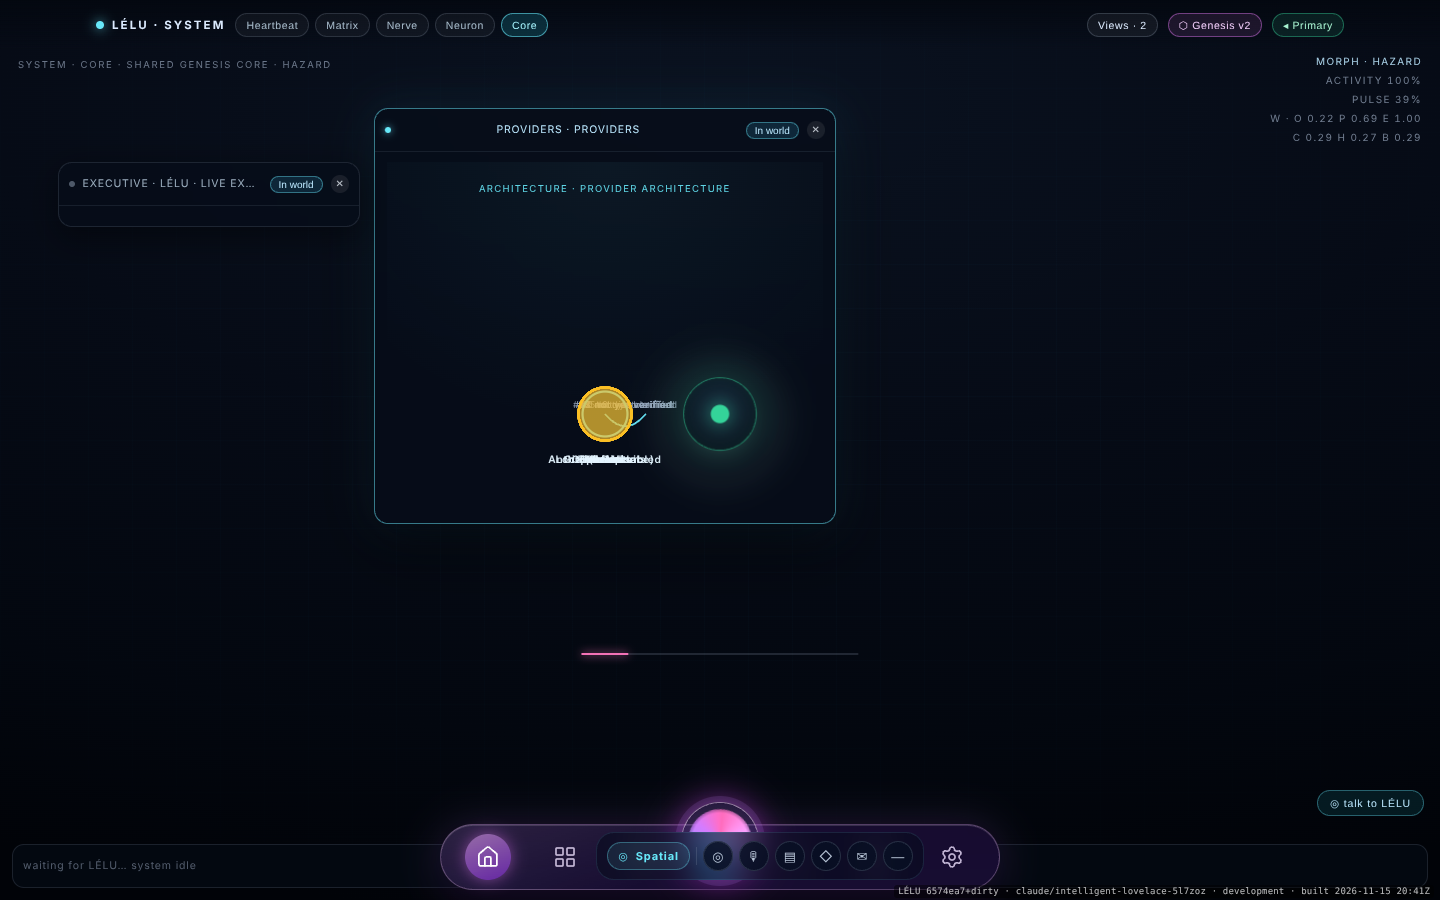 LÉLU · SYSTEM
Heartbeat
Matrix
Nerve
Neuron
Core
Views · 2
Genesis v2
Primary
SYSTEM · CORE · SHARED GENESIS CORE · HAZARD
MORPH · HAZARD
ACTIVITY 100%
PULSE 39%
W · O 0.22 P 0.69 E 1.00
C 0.29 H 0.27 B 0.29
PROVIDERS · PROVIDERS
In world
EXECUTIVE · LÉLU · LIVE EX...
In world
ARCHITECTURE · PROVIDER ARCHITECTURE
talk to LÉLU
Spatial
waiting for LÉLU... system idle
LÉLU 6574ea7+dirty · claude/intelligent-lovelace-5l7zoz · development · built 2026-11-15 20:41Z